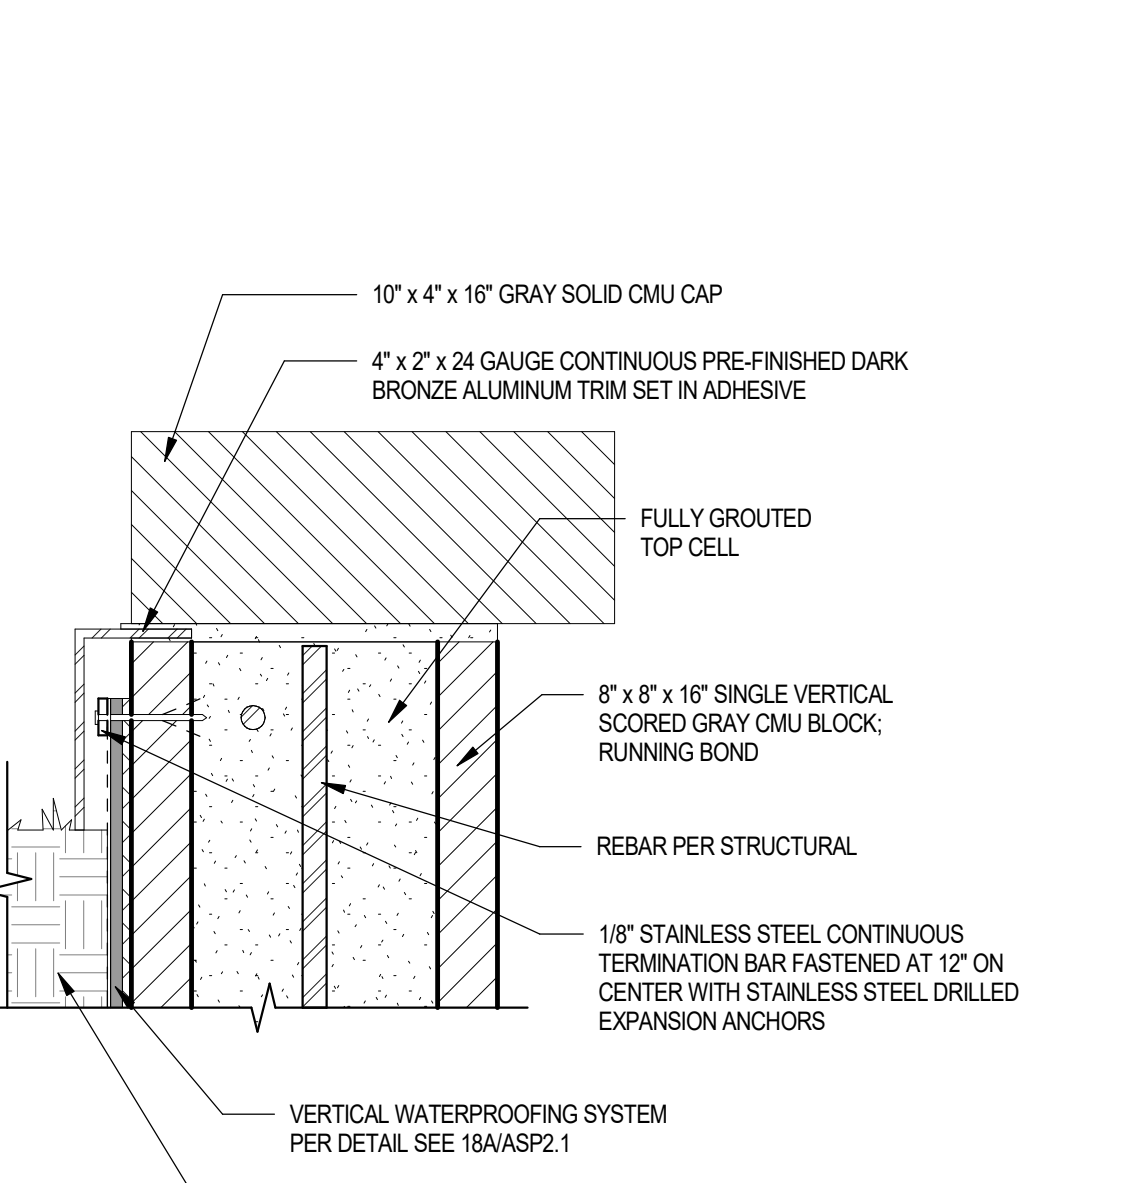 10" x 4" x 16" GRAY SOLID CMU CAP
4" x 2" x 24 GAUGE CONTINUOUS PRE-FINISHED DARK
BRONZE ALUMINUM TRIM SET IN ADHESIVE
FULLY GROUTED
TOP CELL
8" x 8" x 16" SINGLE VERTICAL
SCORED GRAY CMU BLOCK;
RUNNING BOND
REBAR PER STRUCTURAL
1/8" STAINLESS STEEL CONTINUOUS
TERMINATION BAR FASTENED AT 12" ON
CENTER WITH STAINLESS STEEL DRILLED
EXPANSION ANCHORS
VERTICAL WATERPROOFING SYSTEM
PER DETAIL SEE 18A/ASP2.1